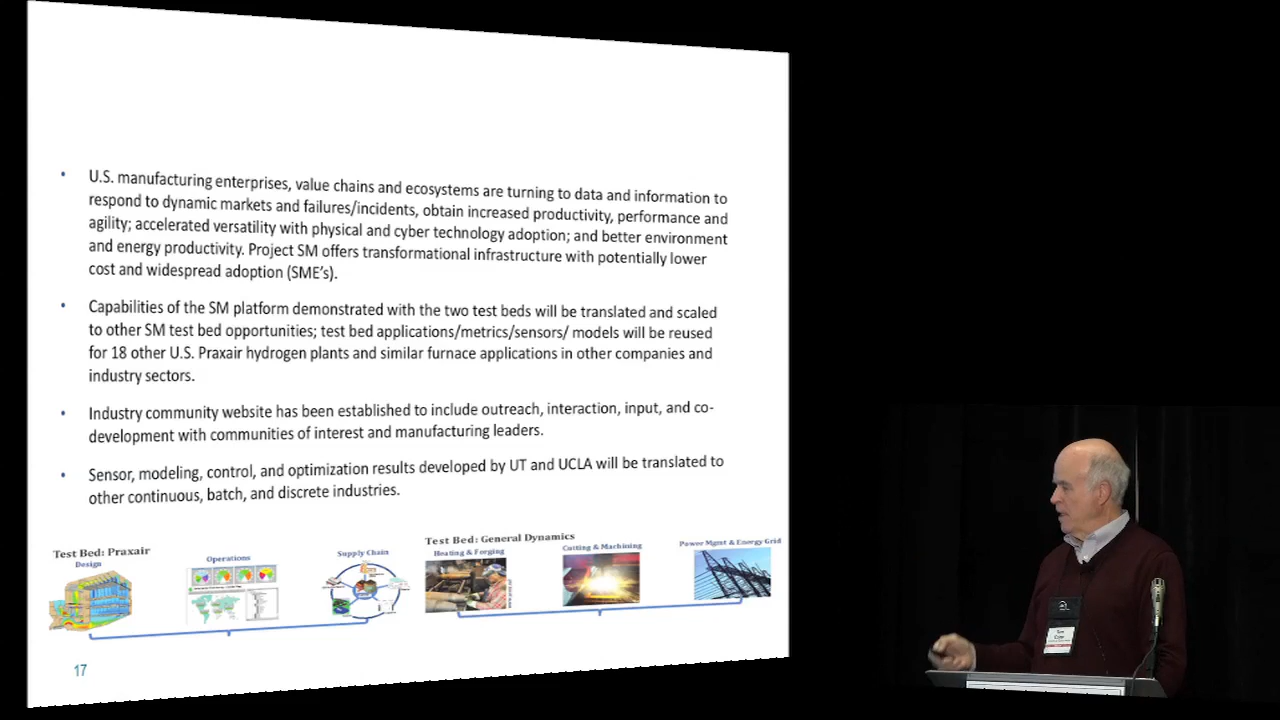 • U.S. manufacturing enterprises, value chains and ecosystems are turning to data and information to
respond to dynamic markets and failures/incidents, obtain increased productivity, performance and
agility; accelerated versatility with physical and cyber technology adoption; and better environment
and energy productivity. Project SM offers transformational infrastructure with potentially lower
cost and widespread adoption (SME's).
• Capabilities of the SM platform demonstrated with the two test beds will be translated and scaled
to other SM test bed opportunities; test bed applications/metrics/sensors/ models will be reused
for 18 other U.S. Praxair hydrogen plants and similar furnace applications in other companies and
industry sectors.
• Industry community website has been established to include outreach, interaction, input, and co-
development with communities of interest and manufacturing leaders.
• Sensor, modeling, control, and optimization results developed by UT and UCLA will be translated to
other continuous, batch, and discrete industries.
Test Bed: Praxair
Design
Operations
Supply Chain
Test Bed: General Dynamics
Heating & Forging
Cutting & Machining
Power Mgmt & Energy Grid
17